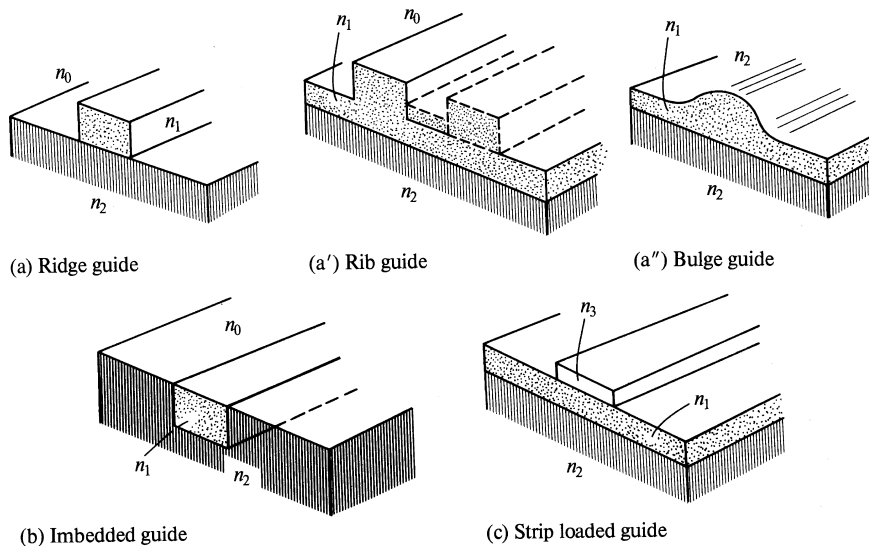 n0
n1
n2
(a) Ridge guide
n1
n0
n2
(a′) Rib guide
n1
n2
n2
(a″) Bulge guide
n0
n1
n2
(b) Imbedded guide
n3
n1
n2
(c) Strip loaded guide